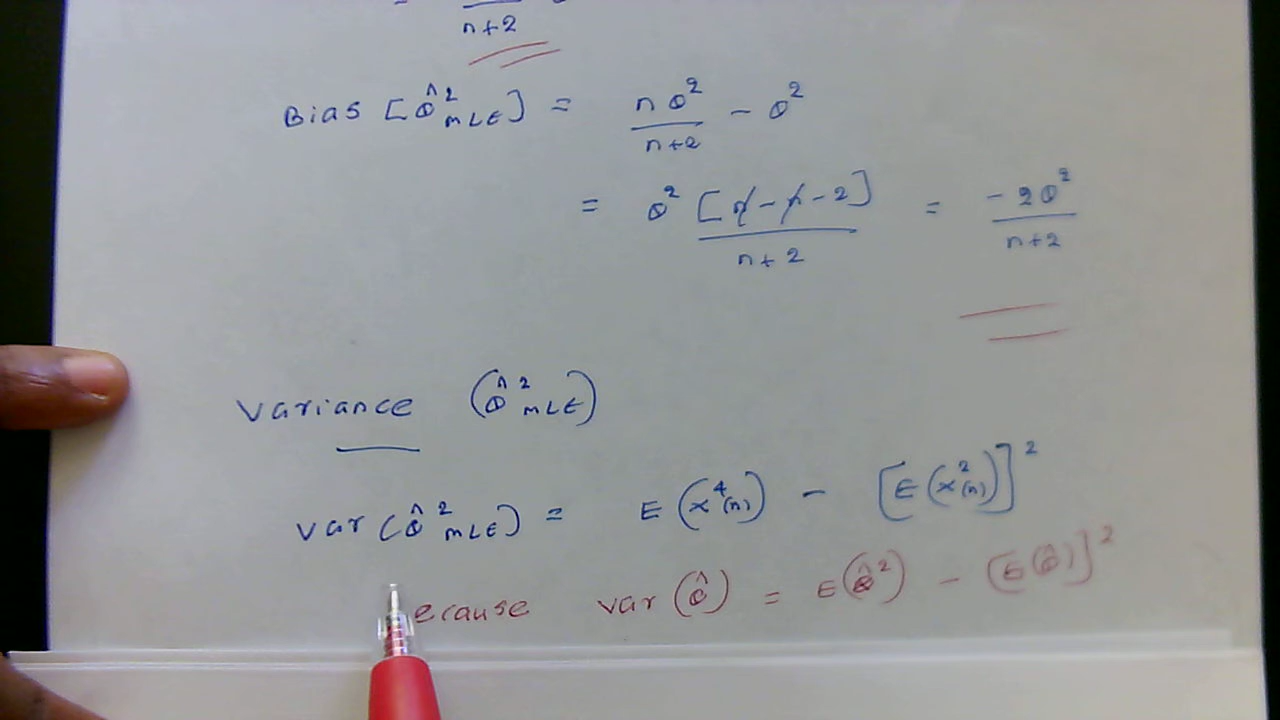 = / n+2
Bias [θ̂²MLE] = nθ²/n+2 - θ²
= θ² [n-n-2]/n+2 = -2θ²/n+2
Variance (θ̂²MLE)
Var(θ̂²MLE) = E(x⁴(n)) - [E(x²(n))]²
ecause Var(θ̂) = E(θ̂²) - [E(θ̂)]²